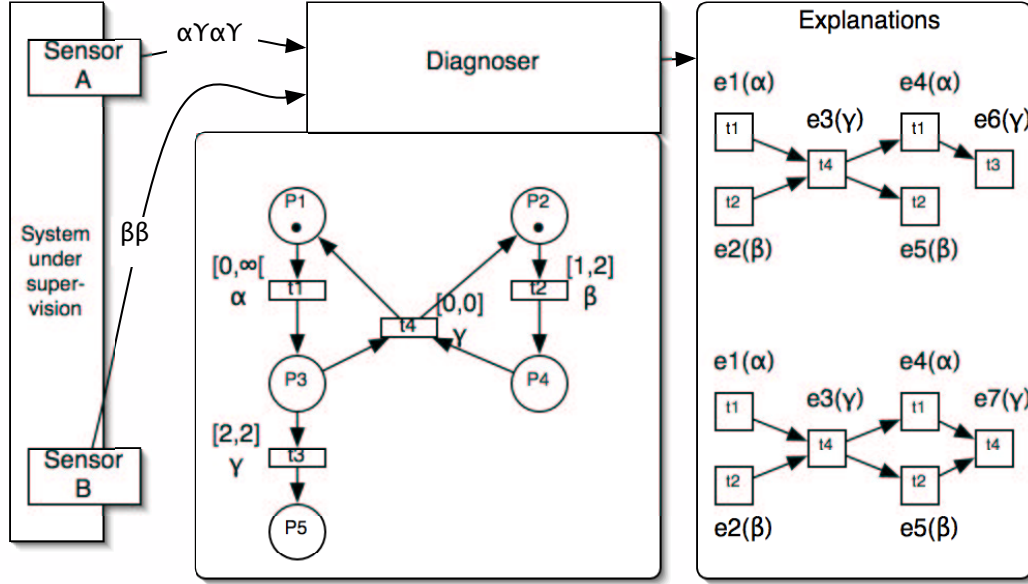 Sensor
A
αΥαΥ
Diagnoser
Explanations
System
under
super-
vision
ββ
Sensor
B
P1
P2
[0,∞[
α
t1
t2
[1,2]
β
[0,0]
t4
γ
P3
P4
[2,2]
γ
t3
P5
e1(α)
e4(α)
t1
e3(γ)
t1
e6(γ)
t4
t3
t2
t2
e2(β)
e5(β)
e1(α)
e4(α)
t1
e3(γ)
t1
e7(γ)
t4
t4
t2
t2
e2(β)
e5(β)